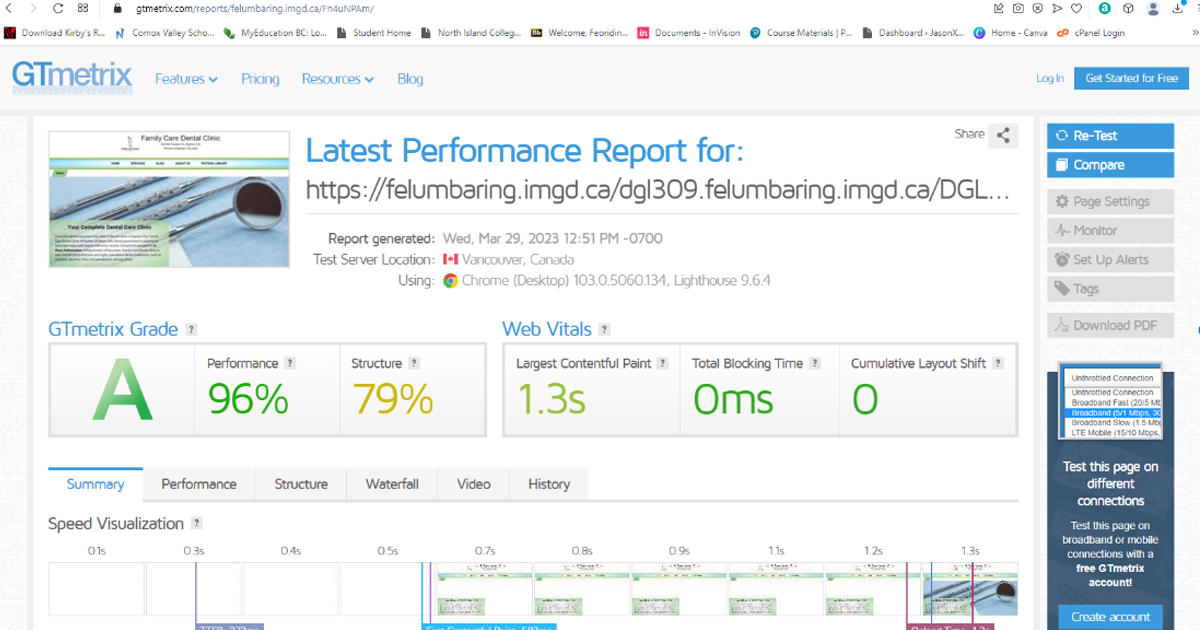 gtmetrix.com/reports/felumbaring.imgd.ca/Fn4uNPAm/
Download Kirby's R... Comox Valley Scho... MyEducation BC: Lo... Student Home North Island Colleg... Welcome, Feoridin... Documents - InVision Course Materials | P... Dashboard ‹ JasonX... Home - Canva cPanel Login
GTmetrix Features Pricing Resources Blog Log In Get Started for Free
Family Care Dental Clinic
HOME SERVICES BLOG ABOUT US PATTERN LIBRARY
Your Complete Dental Care Clinic
Latest Performance Report for:
Share
https://felumbaring.imgd.ca/dgl309.felumbaring.imgd.ca/DGL...
Report generated: Wed, Mar 29, 2023 12:51 PM -0700
Test Server Location: Vancouver, Canada
Using: Chrome (Desktop) 103.0.5060.134, Lighthouse 9.6.4
Re-Test
Compare
Page Settings
Monitor
Set Up Alerts
Tags
Download PDF
GTmetrix Grade ?
A
Performance ?
96%
Structure ?
79%
Web Vitals ?
Largest Contentful Paint ?
1.3s
Total Blocking Time ?
0ms
Cumulative Layout Shift ?
0
Unthrottled Connection
Unthrottled Connection
Broadband Fast (20/5 Mb
Broadband (5/1 Mbps, 30
Broadband Slow (1.5 Mb
LTE Mobile (15/10 Mbps,
Test this page on
different
connections
Test this page on
broadband or mobile
connections with a
free GTmetrix
account!
Create account
Summary Performance Structure Waterfall Video History
Speed Visualization ?
0.1s 0.3s 0.4s 0.5s 0.7s 0.8s 0.9s 1.1s 1.2s 1.3s